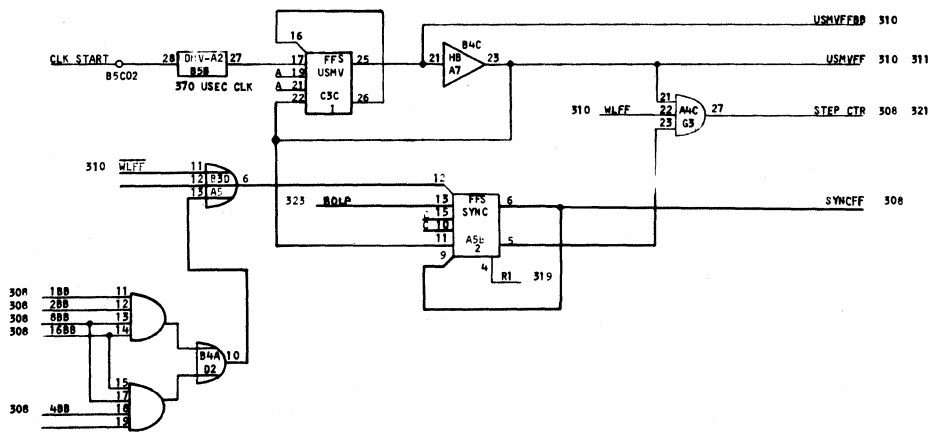 USMVFFBB 310
16
B4C
CLK START 28 DMV-A2 27 17 FFS 25 21 HB 23 USMVFF 310 311
B5C02 B5B A 19 USMV A7
370 USEC CLK A 21
22 C3C 26
1
21
310 WLFF 22 A4C 27 STEP CTR 308 321
23 G3
310 WLFF 11
12 B3D 6 12
13 A5
323 BOLP 13 FFS 6 SYNCFF 308
15 SYNC
C 10
11 A5B 5
2
9
4
R1 319
308 1BB 11
308 2BB 12
308 8BB 13
308 16BB 14
B4A 10
D2
15
17
308 4BB 18
19